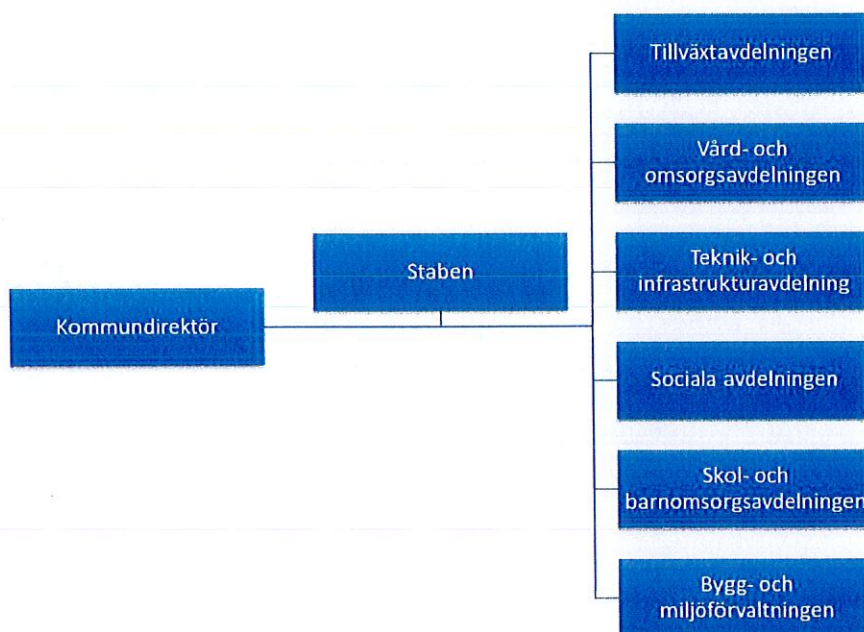 Kommundirektör
Staben
Tillväxtavdelningen
Vård- och
omsorgsavdelningen
Teknik- och
infrastrukturavdelning
Sociala avdelningen
Skol- och
barnomsorgsavdelningen
Bygg- och
miljöförvaltningen